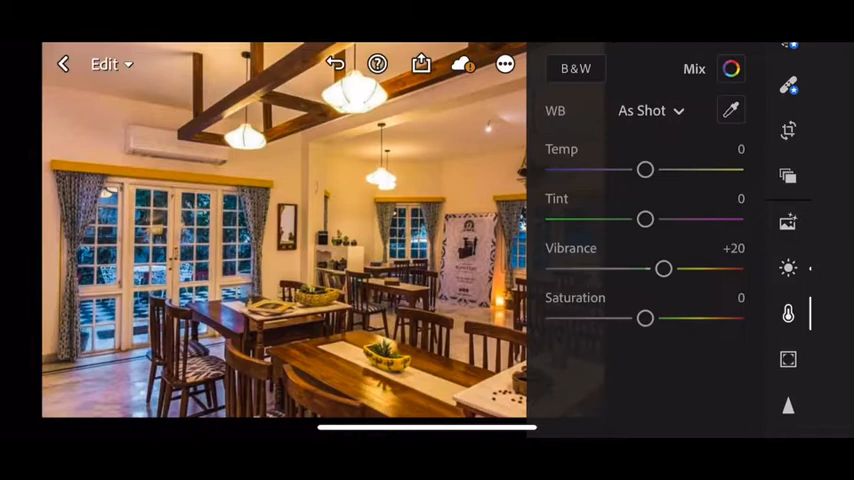 Edit
B&W
Mix
WB
As Shot
Temp
0
Tint
0
Vibrance
+20
Saturation
0